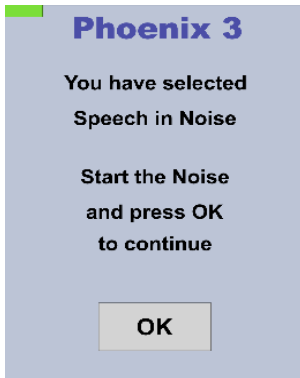 Phoenix 3
You have selected
Speech in Noise
Start the Noise
and press OK
to continue
OK